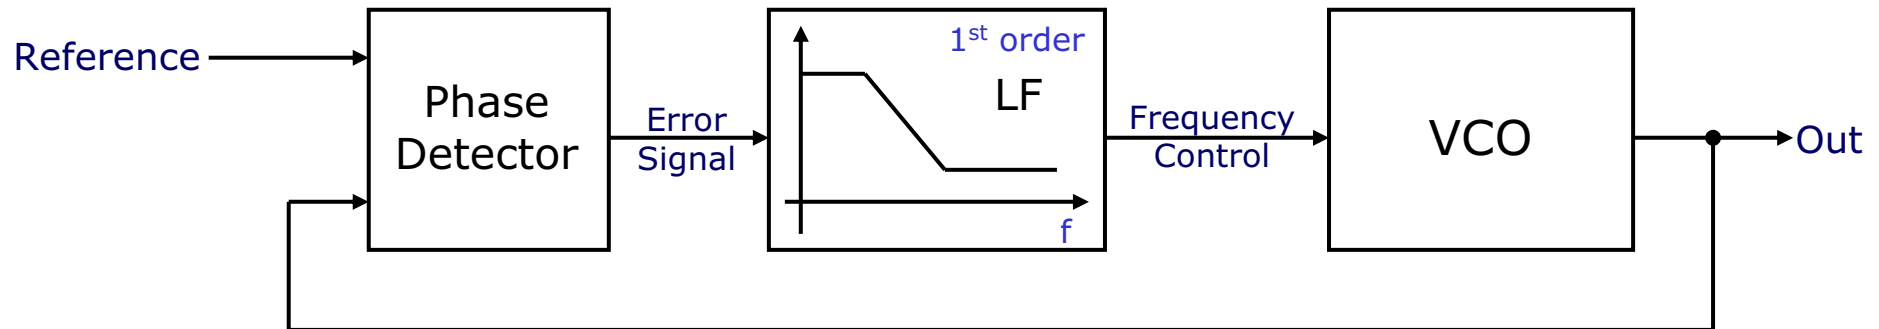 Reference
Phase
Detector
Error
Signal
1st order
LF
f
Frequency
Control
VCO
Out